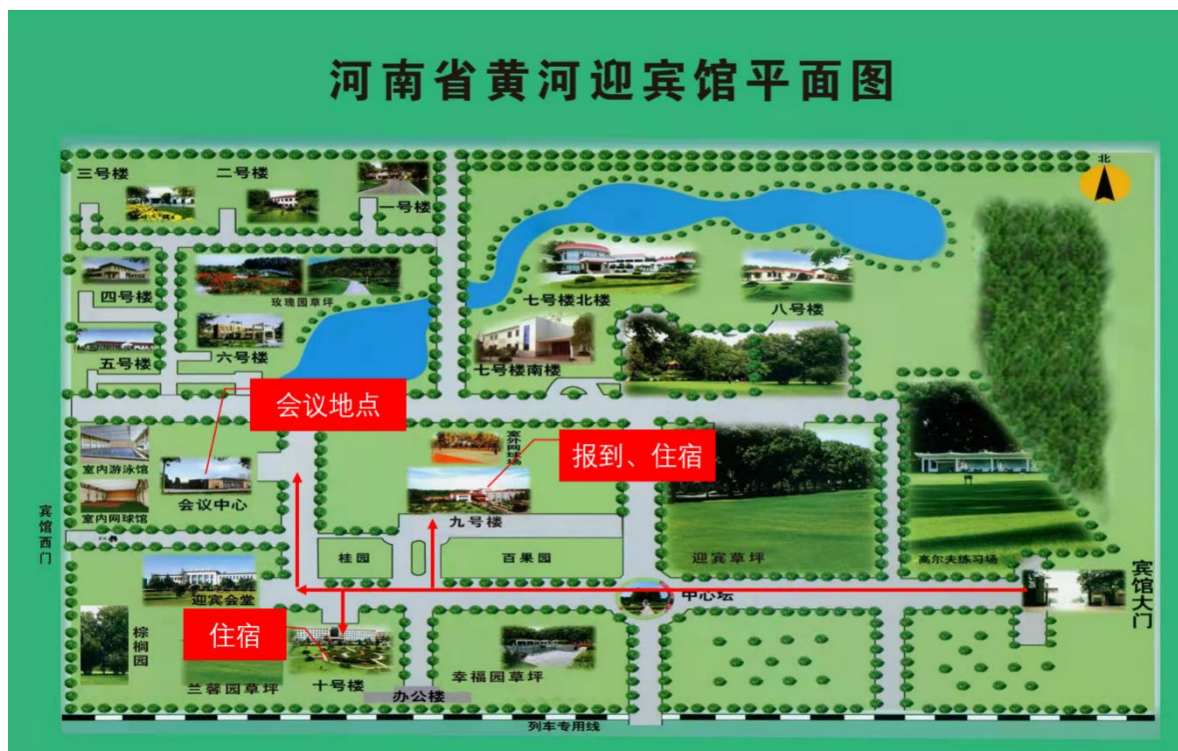 河南省黄河迎宾馆平面图
北
三号楼
二号楼
一号楼
四号楼
玫瑰园草坪
七号楼北楼
八号楼
五号楼
六号楼
七号楼南楼
会议地点
室外网球场
报到、住宿
室内游泳馆
会议中心
室内网球馆
九号楼
宾馆西门
桂园
百果园
迎宾草坪
高尔夫练习场
宾馆大门
迎宾会堂
中心坛
棕榈园
住宿
兰馨园草坪
十号楼
幸福园草坪
办公楼
列车专用线